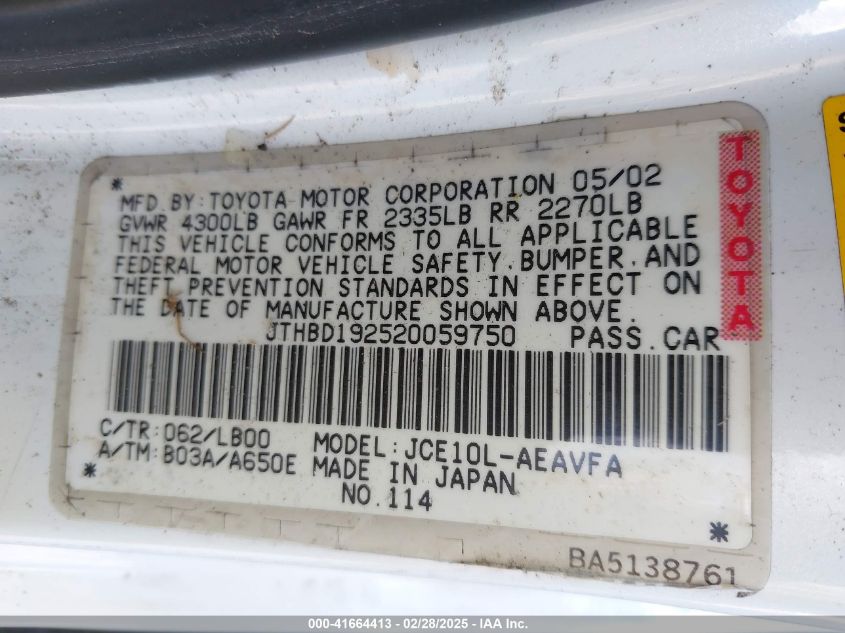 MFD.BY:TOYOTA MOTOR CORPORATION 05/02
GVWR 4300LB GAWR FR 2335LB RR 2270LB
THIS VEHICLE CONFORMS TO ALL APPLICABLE
FEDERAL MOTOR VEHICLE SAFETY,BUMPER,AND
THEFT PREVENTION STANDARDS IN EFFECT ON
THE DATE OF MANUFACTURE SHOWN ABOVE.
JTHBD192520059750 PASS.CAR
C/TR:062/LB00 MODEL:JCE10L-AEAVFA
A/TM:B03A/A650E MADE IN JAPAN
NO.114
TOYOTA
BA5138761
000-41664413 - 02/28/2025 - IAA Inc.